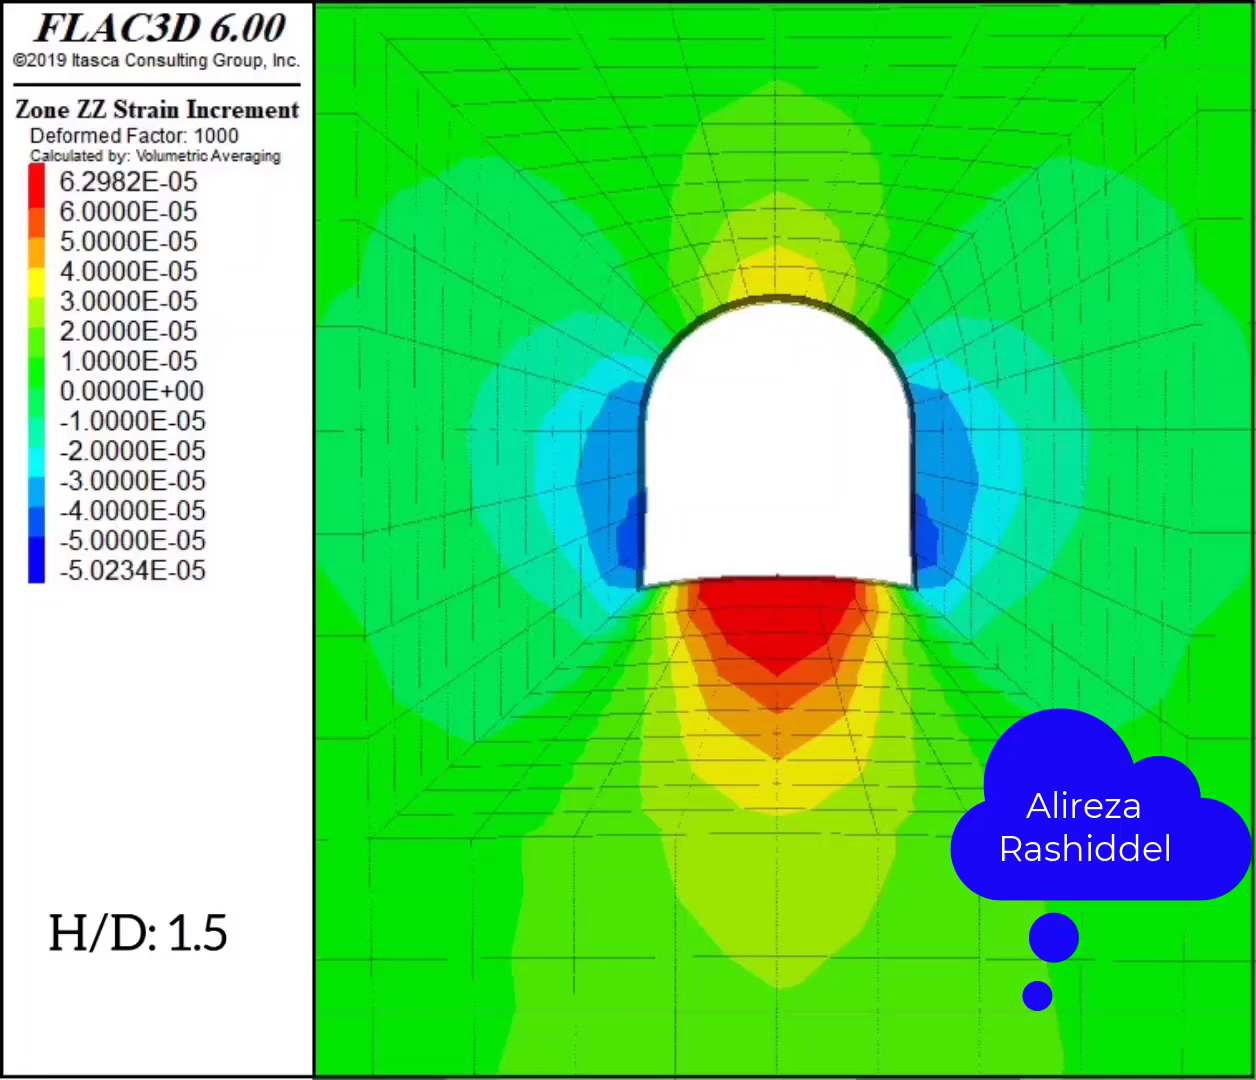 FLAC3D 6.00
©2019 Itasca Consulting Group, Inc.
Zone ZZ Strain Increment
Deformed Factor: 1000
Calculated by: Volumetric Averaging
6.2982E-05
6.0000E-05
5.0000E-05
4.0000E-05
3.0000E-05
2.0000E-05
1.0000E-05
0.0000E+00
-1.0000E-05
-2.0000E-05
-3.0000E-05
-4.0000E-05
-5.0000E-05
-5.0234E-05
H/D: 1.5
Alireza
Rashiddel